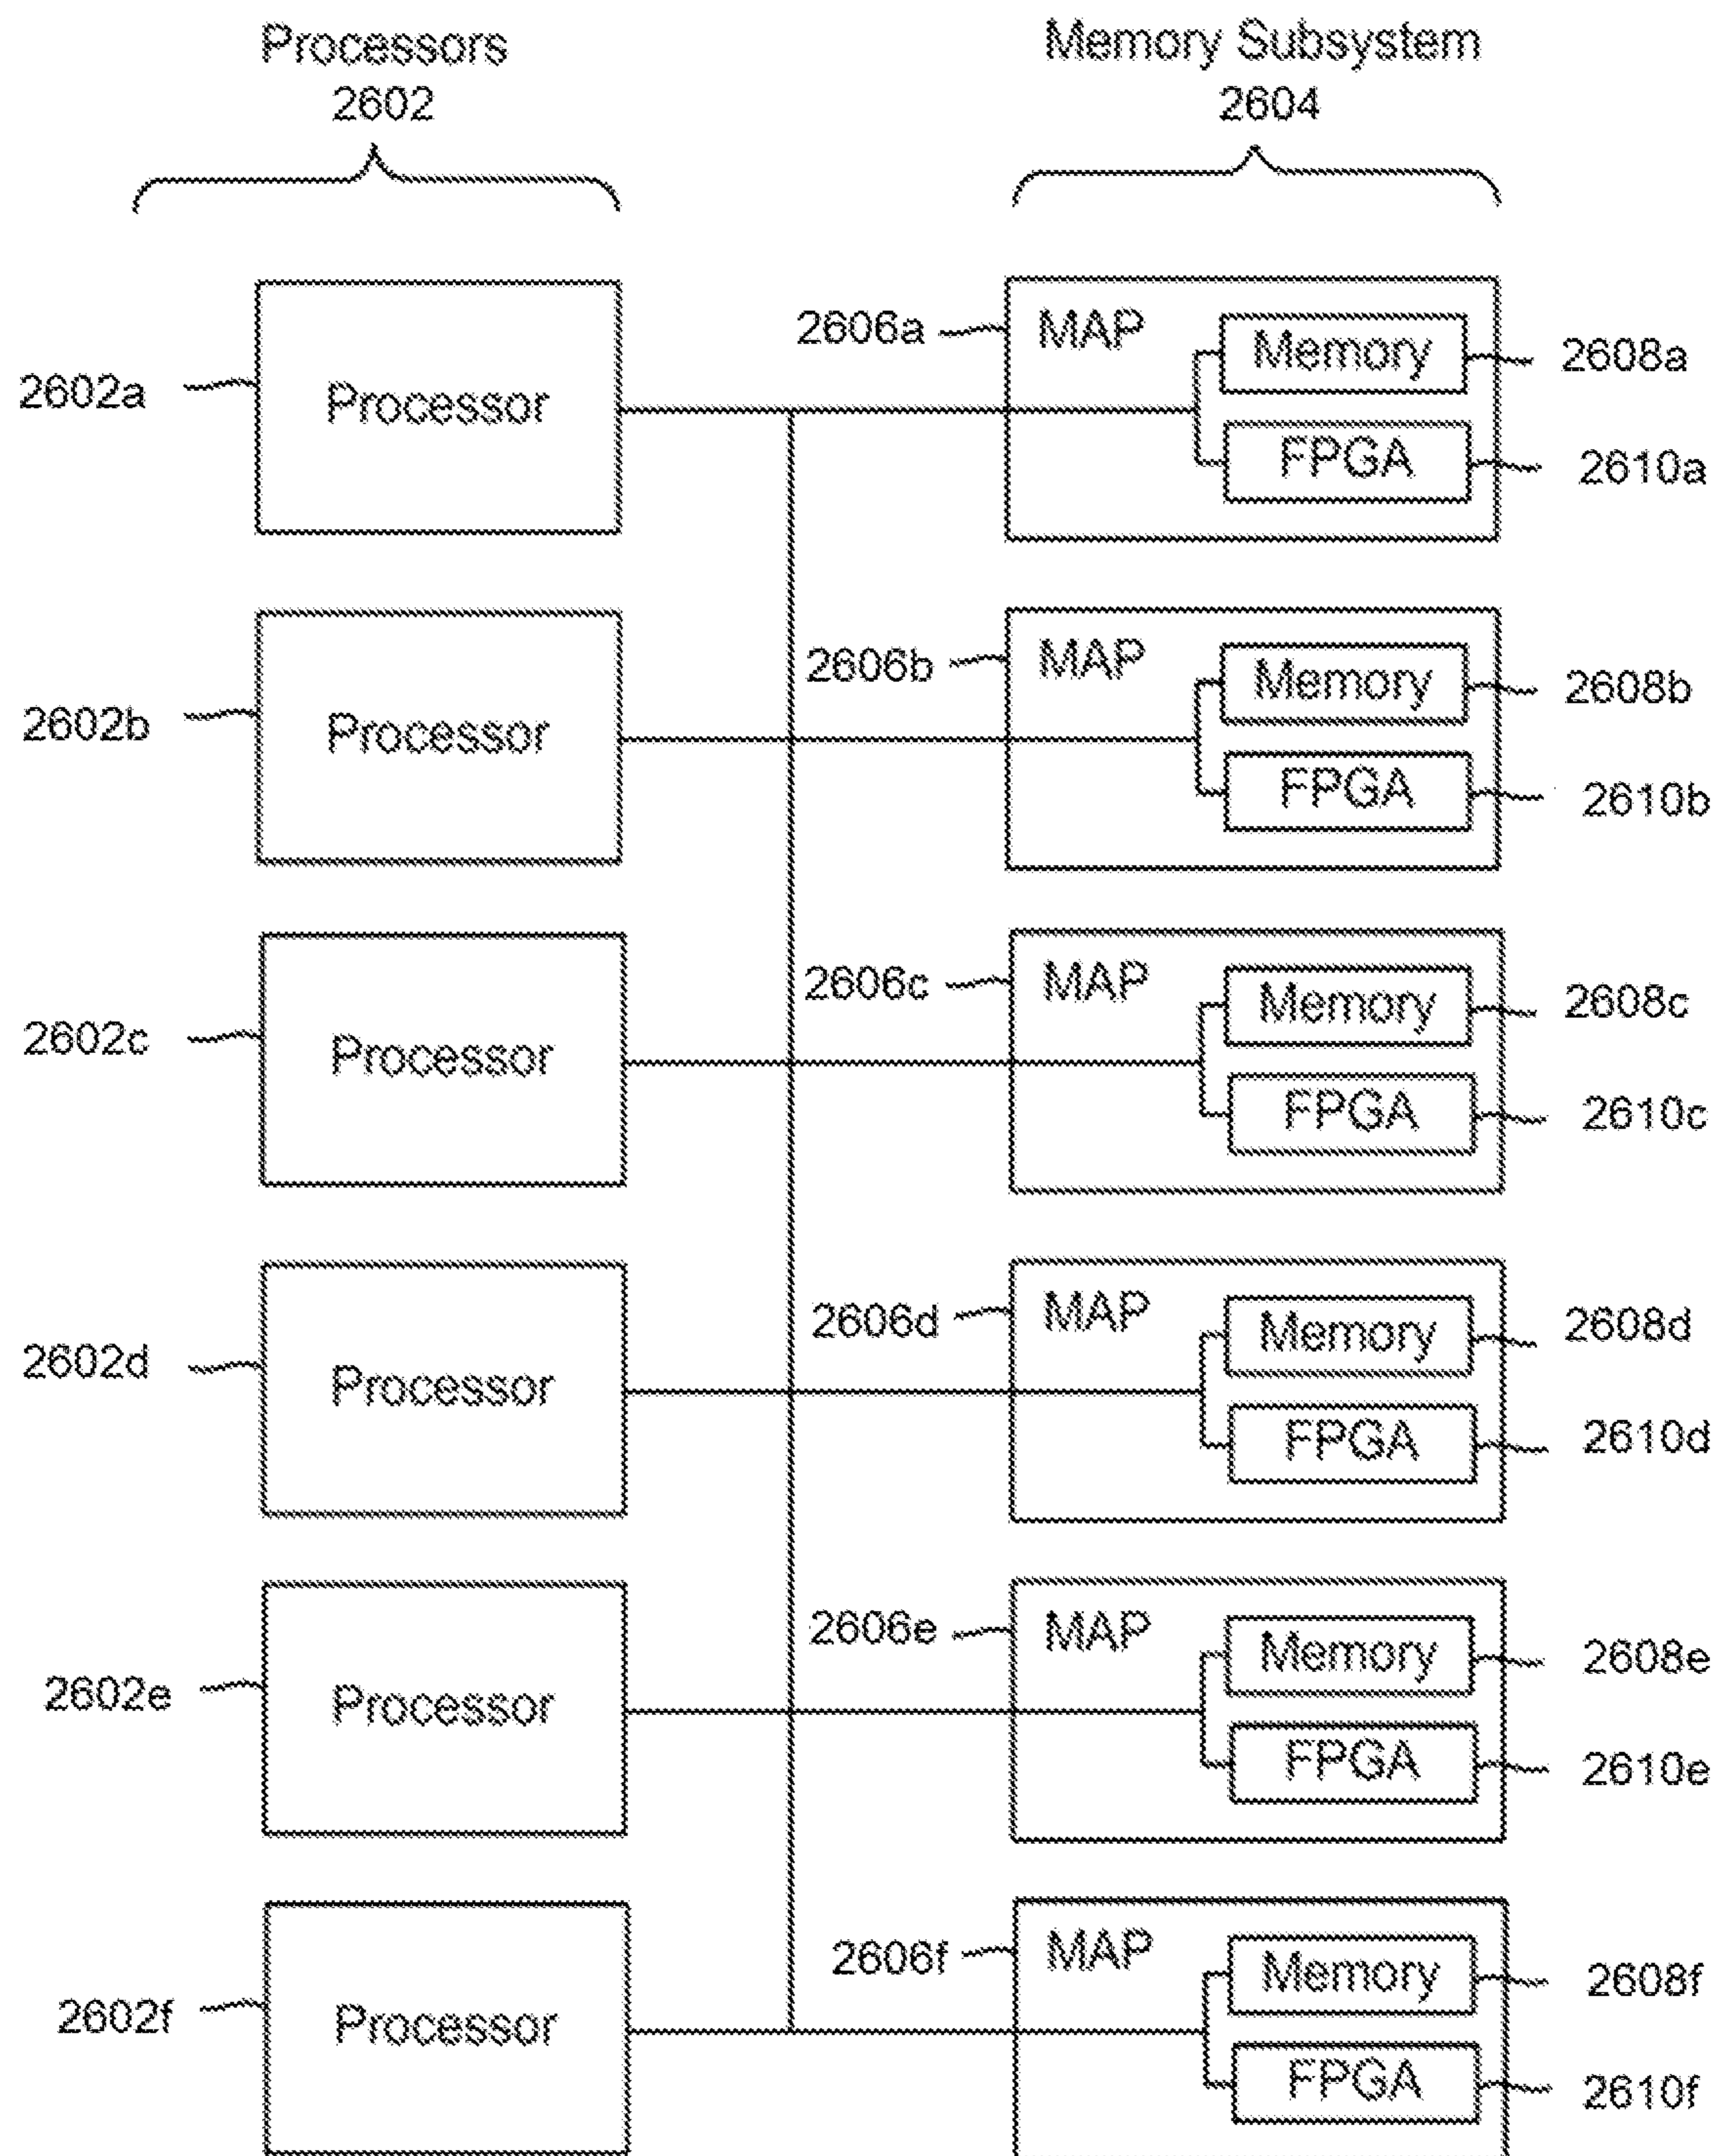 Processors
2602
Memory Subsystem
2604
2606a
MAP
Memory
2608a
2602a
Processor
FPGA
2610a
2606b
MAP
Memory
2608b
2602b
Processor
FPGA
2610b
2606c
MAP
Memory
2608c
2602c
Processor
FPGA
2610c
2606d
MAP
Memory
2608d
2602d
Processor
FPGA
2610d
2606e
MAP
Memory
2608e
2602e
Processor
FPGA
2610e
2606f
MAP
Memory
2608f
2602f
Processor
FPGA
2610f